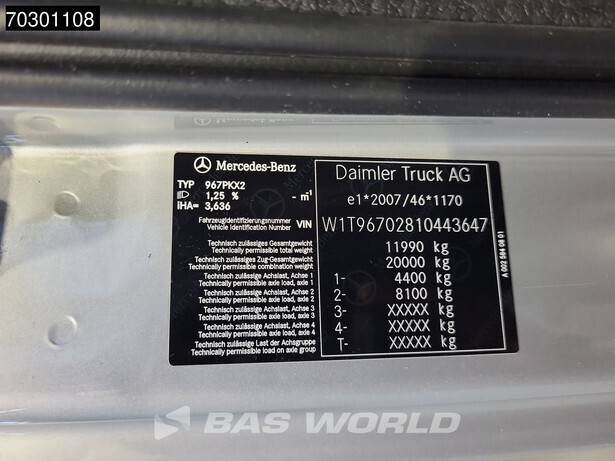 70301108
Mercedes-Benz
Daimler Truck AG
TYP 967PKX2
1,25 % - m-1
IHA= 3,636
e1*2007/46*1170
Fahrzeugidentifizierungsnummer
Vehicle Identification Number VIN
W1T96702810443647
Technisch zulässiges Gesamtgewicht
Technically permissible total weight
11990 kg
Technisch zulässiges Zug-Gesamtgewicht
Technically permissible combination weight
20000 kg
Technisch zulässige Achslast, Achse 1
Technically permissible axle load, axle 1
1- 4400 kg
Technisch zulässige Achslast, Achse 2
Technically permissible axle load, axle 2
2- 8100 kg
Technisch zulässige Achslast, Achse 3
Technically permissible axle load, axle 3
3- XXXXX kg
Technisch zulässige Achslast, Achse 4
Technically permissible axle load, axle 4
4- XXXXX kg
Technisch zulässige Last der Achsgruppe
Technically permissible load on axle group
T- XXXXX kg
A 002 584 08 01
BAS WORLD